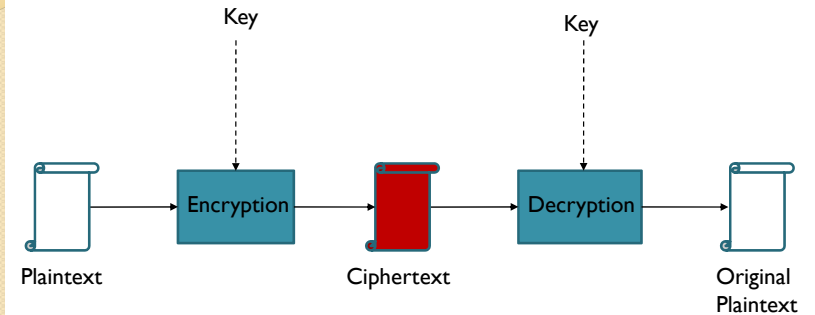 Key
Key
Encryption
Decryption
Plaintext
Ciphertext
Original
Plaintext